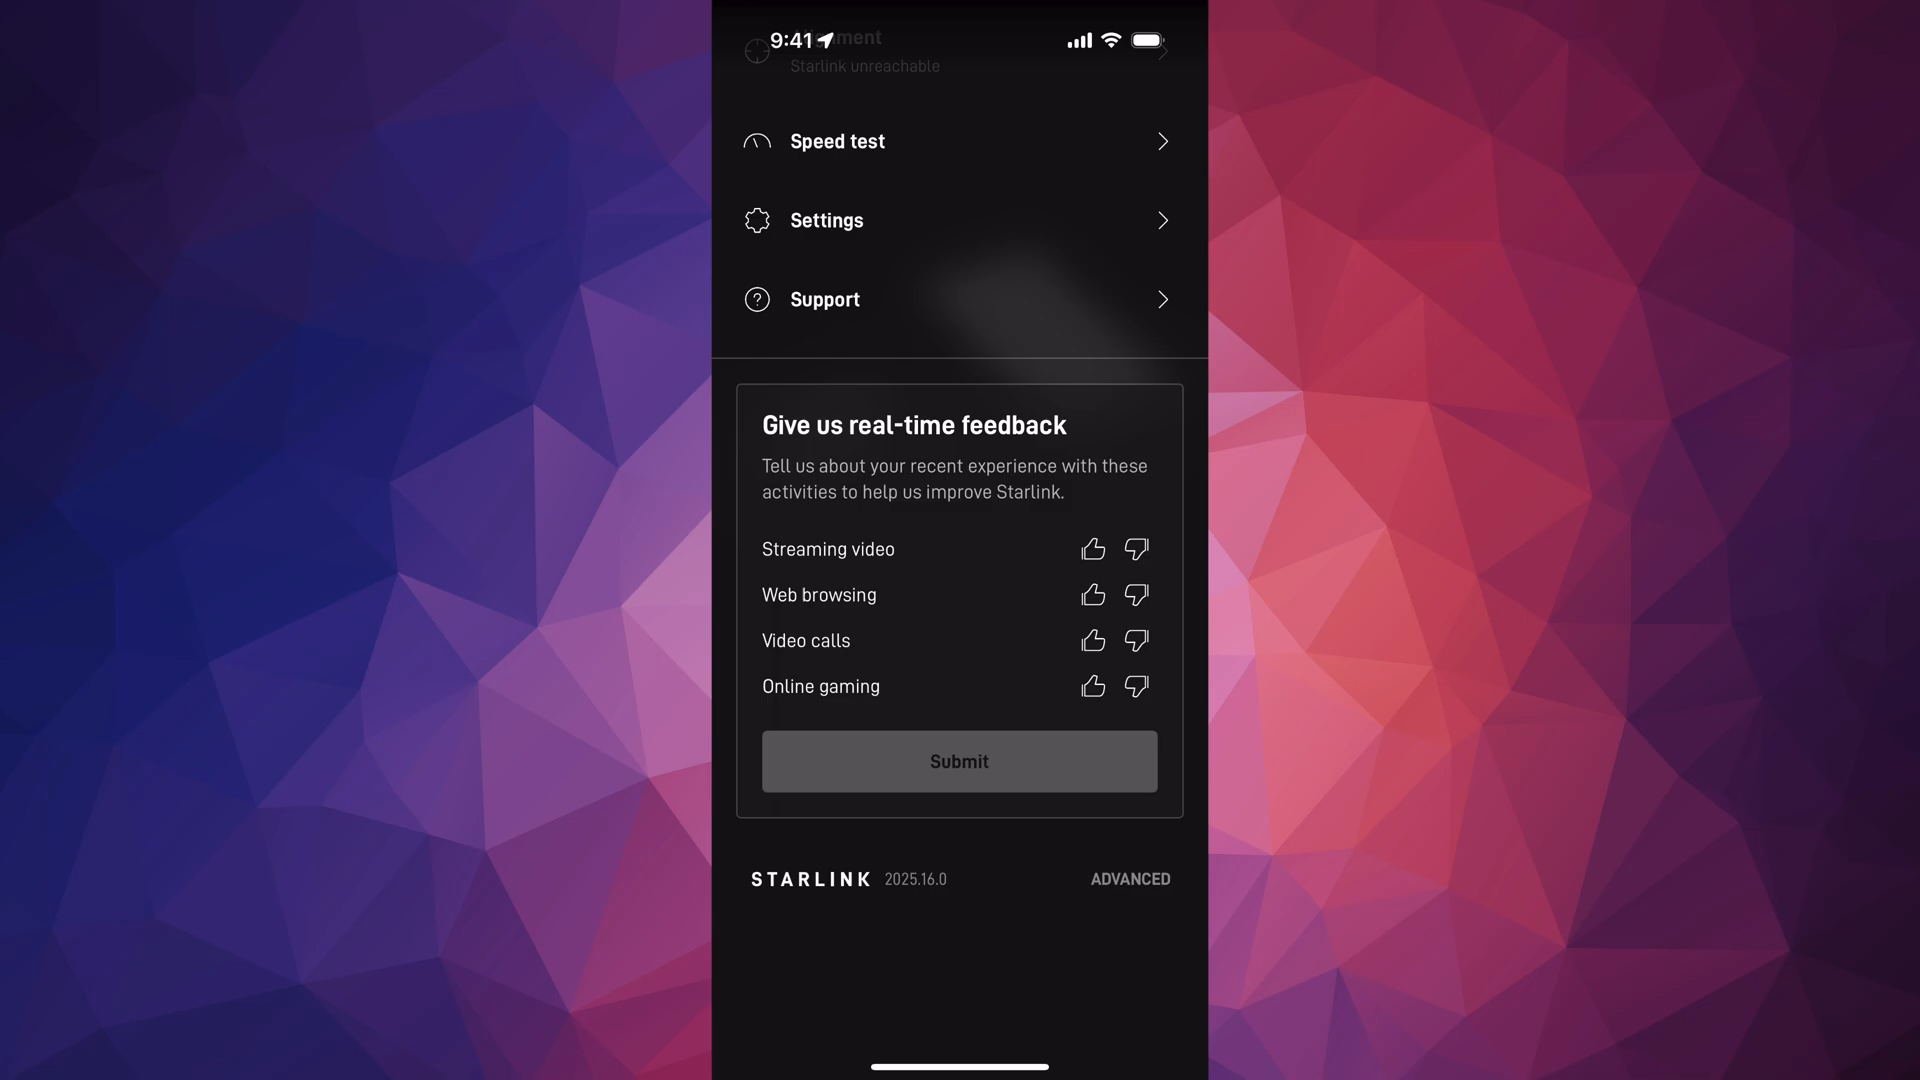 9:41
Starlink unreachable
Speed test
Settings
Support
Give us real-time feedback
Tell us about your recent experience with these
activities to help us improve Starlink.
Streaming video
Web browsing
Video calls
Online gaming
Submit
STARLINK 2025.16.0 ADVANCED